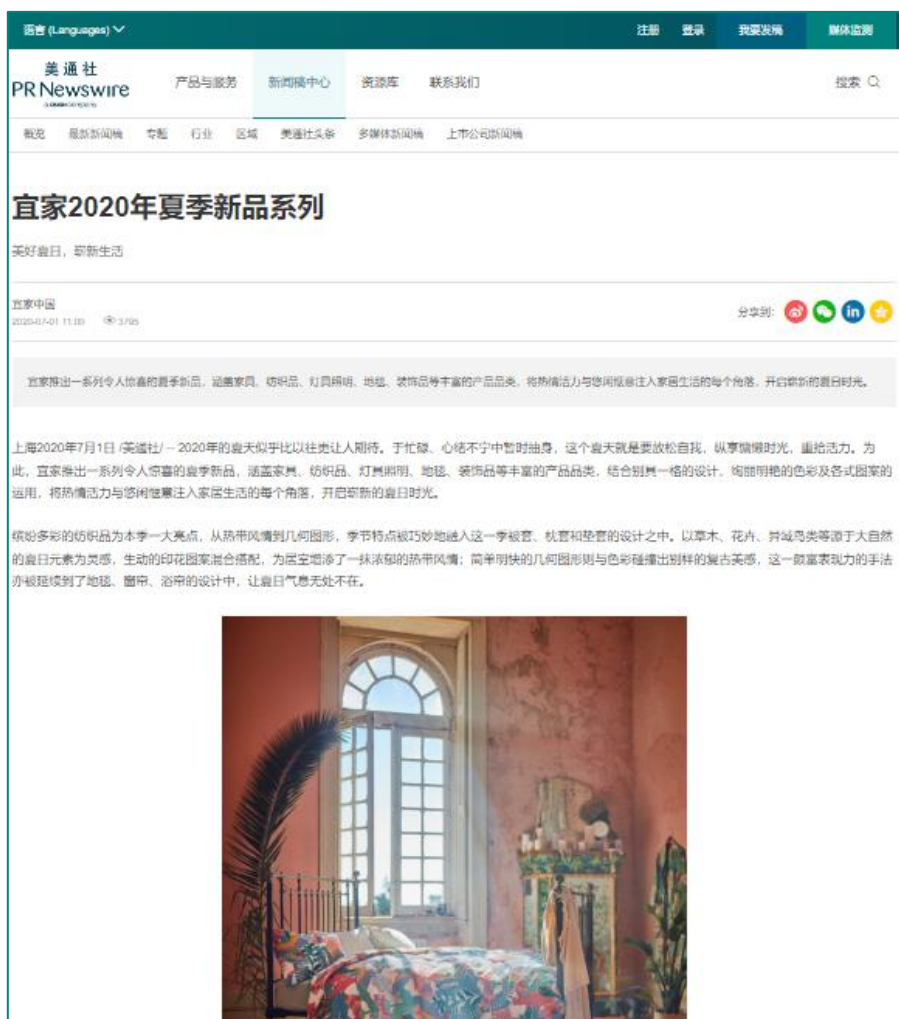 语言 (Languages)
注册 登录 我要发稿 媒体监测
美通社
PR Newswire
产品与服务 新闻稿中心 资源库 联系我们
搜索
概览 最新新闻稿 专题 行业 区域 美通社头条 多媒体新闻稿 上市公司新闻稿
宜家2020年夏季新品系列
美好夏日，崭新生活
宜家中国
2020-07-01 11:00 3795
分享到:
宜家推出一系列令人惊喜的夏季新品，涵盖家具、纺织品、灯具照明、地毯、装饰品等丰富的产品品类，将热情活力与悠闲惬意注入家居生活的每个角落，开启崭新的夏日时光。
上海2020年7月1日 /美通社/ -- 2020年的夏天似乎比以往更让人期待。于忙碌、心绪不宁中暂时抽身，这个夏天就是要放松自我，纵享慵懒时光，重拾活力。为
此，宜家推出一系列令人惊喜的夏季新品，涵盖家具、纺织品、灯具照明、地毯、装饰品等丰富的产品品类，结合别具一格的设计、绚丽明艳的色彩及各式图案的
运用，将热情活力与悠闲惬意注入家居生活的每个角落，开启崭新的夏日时光。
缤纷多彩的纺织品为本季一大亮点，从热带风情到几何图形，季节特点被巧妙地融入这一季被套、枕套和垫套的设计之中。以草木、花卉、异域鸟类等源于大自然
的夏日元素为灵感，生动的印花图案混合搭配，为居室增添了一抹浓郁的热带风情；简单明快的几何图形则与色彩碰撞出别样的复古美感，这一颇富表现力的手法
亦被延续到了地毯、窗帘、浴帘的设计中，让夏日气息无处不在。